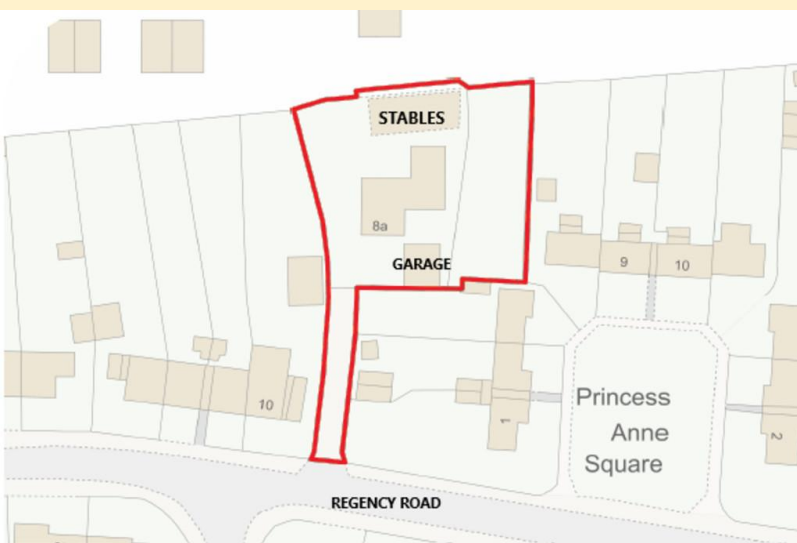 STABLES
8a
GARAGE
9
10
10
1
Princess
Anne
Square
2
REGENCY ROAD